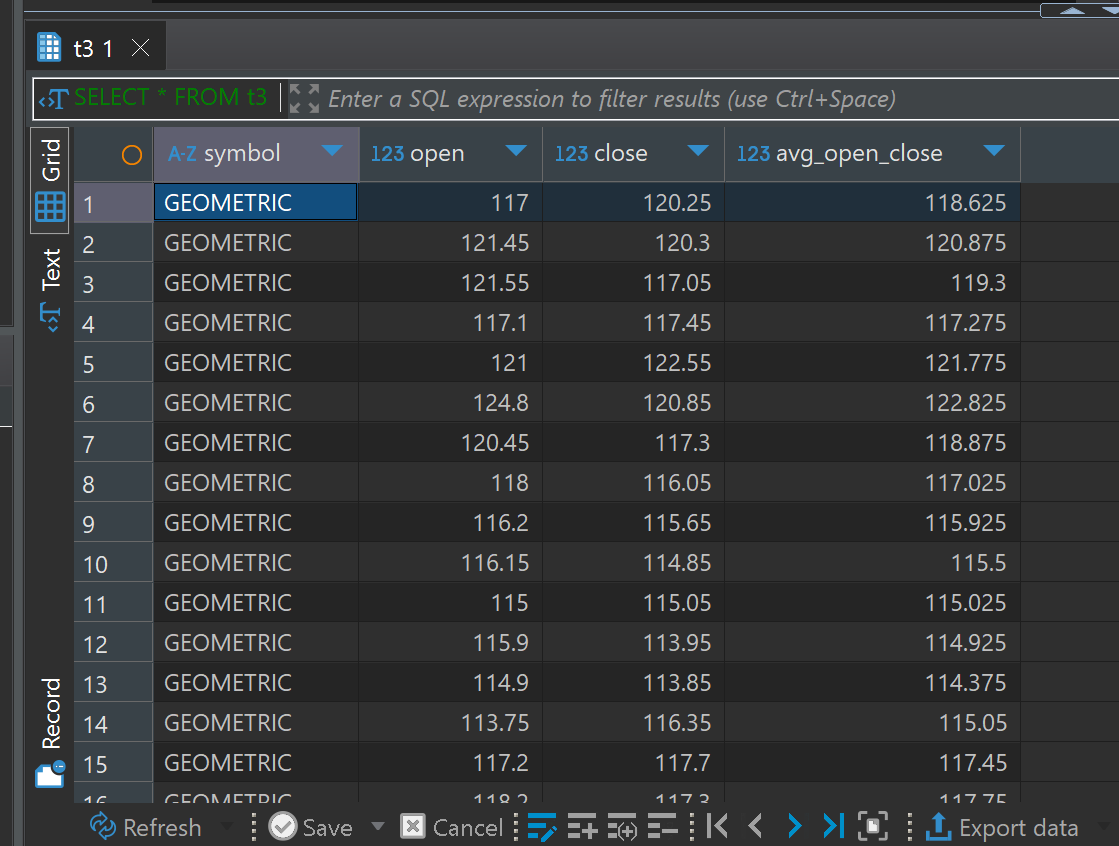 t3 1
SELECT * FROM t3 Enter a SQL expression to filter results (use Ctrl+Space)
Grid
Text
Record
A-Z symbol 123 open 123 close 123 avg_open_close
1 GEOMETRIC 117 120.25 118.625
2 GEOMETRIC 121.45 120.3 120.875
3 GEOMETRIC 121.55 117.05 119.3
4 GEOMETRIC 117.1 117.45 117.275
5 GEOMETRIC 121 122.55 121.775
6 GEOMETRIC 124.8 120.85 122.825
7 GEOMETRIC 120.45 117.3 118.875
8 GEOMETRIC 118 116.05 117.025
9 GEOMETRIC 116.2 115.65 115.925
10 GEOMETRIC 116.15 114.85 115.5
11 GEOMETRIC 115 115.05 115.025
12 GEOMETRIC 115.9 113.95 114.925
13 GEOMETRIC 114.9 113.85 114.375
14 GEOMETRIC 113.75 116.35 115.05
15 GEOMETRIC 117.2 117.7 117.45
16 GEOMETRIC 118.2 117.3 117.75
Refresh Save Cancel Export data